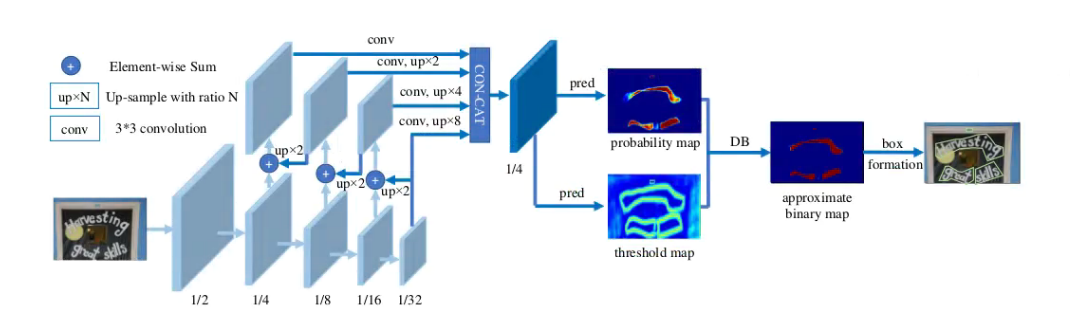 conv
conv, up×2
conv, up×4
conv, up×8
CON-CAT
+
Element-wise Sum
up×N
Up-sample with ratio N
conv
3*3 convolution
up×2
up×2
up×2
+
+
+
Harvesting
great skills
1/2
1/4
1/8
1/16
1/32
1/4
pred
pred
probability map
threshold map
DB
approximate
binary map
box
formation
Harvesting
great skills